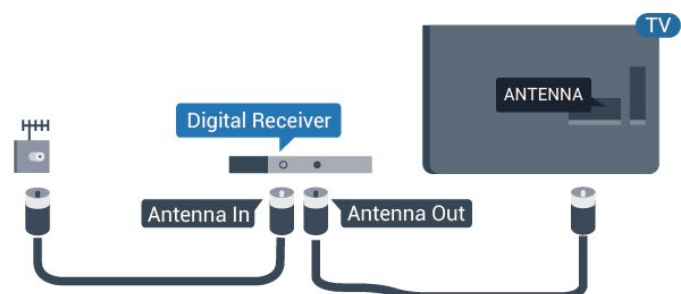 TV
ANTENNA
Digital Receiver
Antenna In
Antenna Out